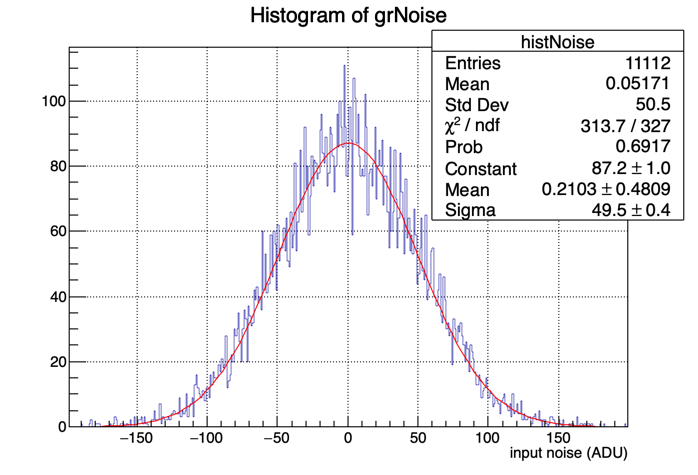 Histogram of grNoise
histNoise
Entries 11112
Mean 0.05171
Std Dev 50.5
χ² / ndf 313.7 / 327
Prob 0.6917
Constant 87.2 ± 1.0
Mean 0.2103 ± 0.4809
Sigma 49.5 ± 0.4
100
80
60
40
20
0
−150 −100 −50 0 50 100 150
input noise (ADU)